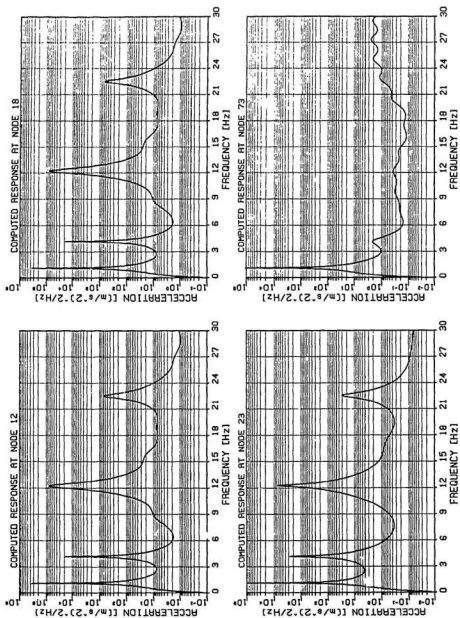 COMPUTED RESPONSE AT NODE 12
ACCELERATION [(m/s^2)^2/Hz]
0 3 6 9 12 15 18 21 24 27 30
FREQUENCY [Hz]
COMPUTED RESPONSE AT NODE 18
ACCELERATION [(m/s^2)^2/Hz]
0 3 6 9 12 15 18 21 24 27 30
FREQUENCY [Hz]
COMPUTED RESPONSE AT NODE 23
ACCELERATION [(m/s^2)^2/Hz]
0 3 6 9 12 15 18 21 24 27 30
FREQUENCY [Hz]
COMPUTED RESPONSE AT NODE 73
ACCELERATION [(m/s^2)^2/Hz]
0 3 6 9 12 15 18 21 24 27 30
FREQUENCY [Hz]